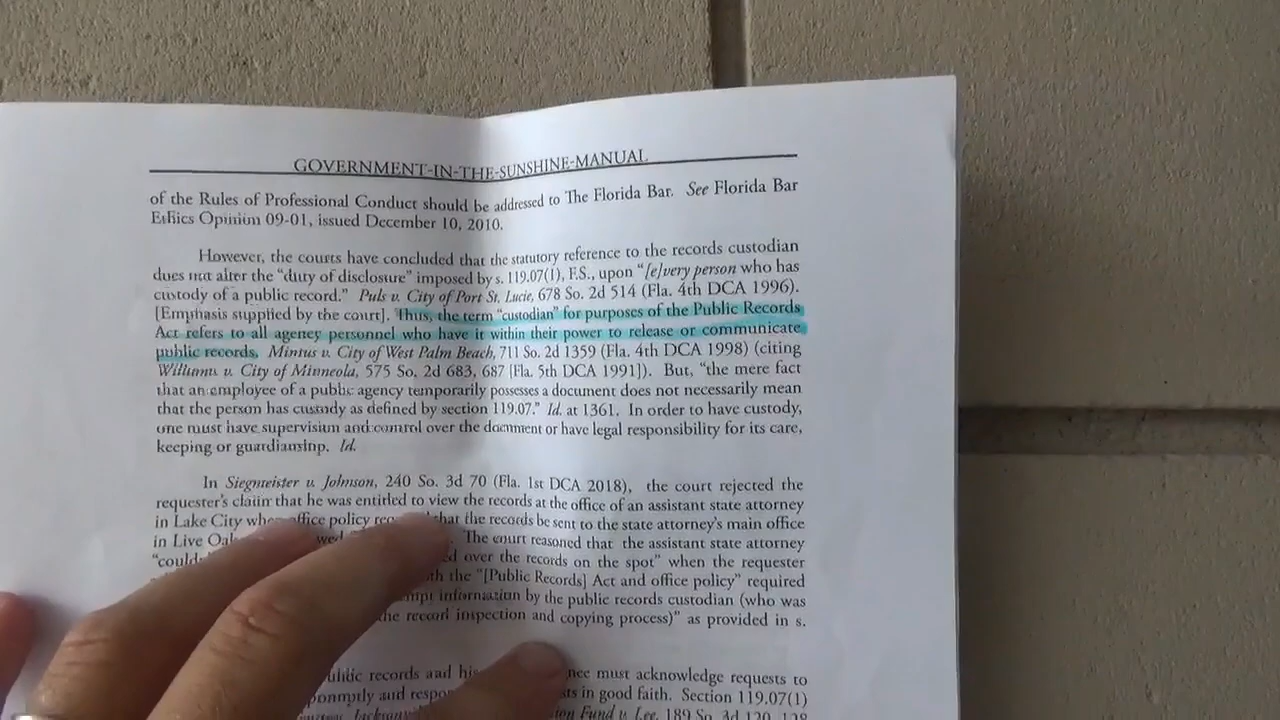 GOVERNMENT-IN-THE-SUNSHINE-MANUAL
of the Rules of Professional Conduct should be addressed to The Florida Bar. See Florida Bar
Ethics Opinion 09-01, issued December 10, 2010.
However, the courts have concluded that the statutory reference to the records custodian
does not alter the “duty of disclosure” imposed by s. 119.07(1), F.S., upon “[e]very person who has
custody of a public record.” Puls v. City of Port St. Lucie, 678 So. 2d 514 (Fla. 4th DCA 1996).
[Emphasis supplied by the court]. Thus, the term “custodian” for purposes of the Public Records
Act refers to all agency personnel who have it within their power to release or communicate
public records. Mintus v. City of West Palm Beach, 711 So. 2d 1359 (Fla. 4th DCA 1998) (citing
Williams v. City of Minneola, 575 So. 2d 683, 687 [Fla. 5th DCA 1991]). But, “the mere fact
that an employee of a public agency temporarily possesses a document does not necessarily mean
that the person has custody as defined by section 119.07.” Id. at 1361. In order to have custody,
one must have supervision and control over the document or have legal responsibility for its care,
keeping or guardianship. Id.
In Siegmeister v. Johnson, 240 So. 3d 70 (Fla. 1st DCA 2018), the court rejected the
requester’s claim that he was entitled to view the records at the office of an assistant state attorney
in Lake City when office policy that the records be sent to the state attorney’s main office
in Live Oak The court reasoned that the assistant state attorney
“could over the records on the spot” when the requester
the “[Public Records] Act and office policy” required
information by the public records custodian (who was
the record inspection and copying process)” as provided in s.
public records and must acknowledge requests to
promptly and in good faith. Section 119.07(1)
Fund v. Lee, 189 So. 3d 120,